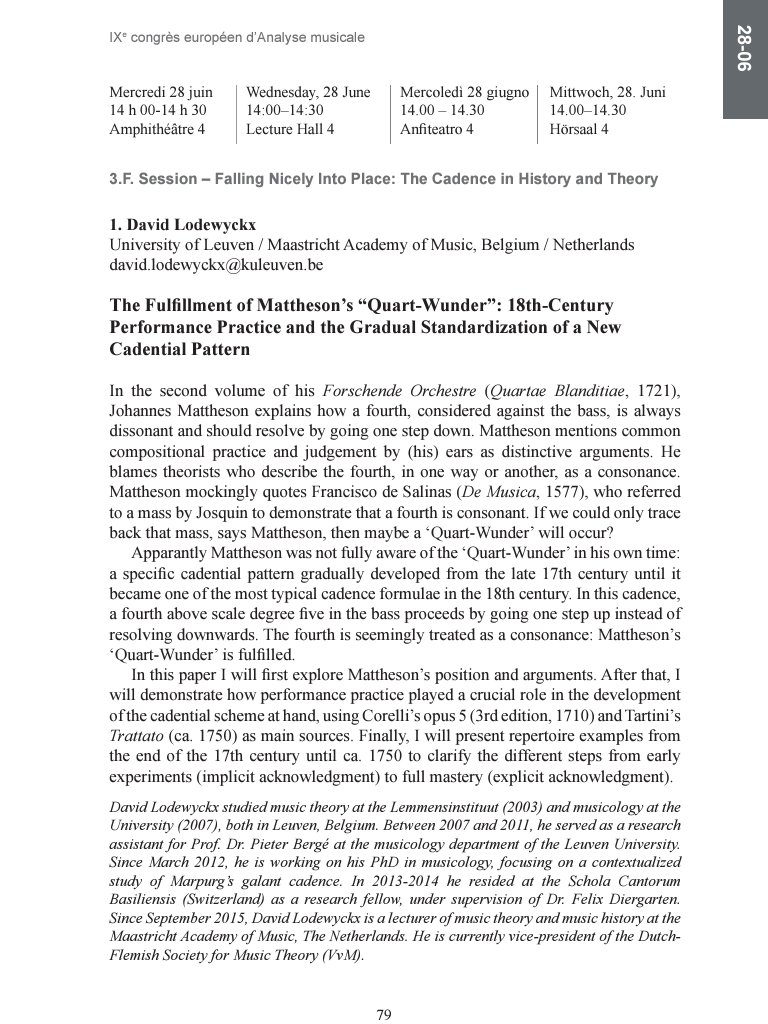 IXe congrès européen d'Analyse musicale
28-06
Mercredi 28 juin
14 h 00-14 h 30
Amphithéâtre 4
Wednesday, 28 June
14:00–14:30
Lecture Hall 4
Mercoledì 28 giugno
14.00 – 14.30
Anfiteatro 4
Mittwoch, 28. Juni
14.00–14.30
Hörsaal 4
3.F. Session – Falling Nicely Into Place: The Cadence in History and Theory
1. David Lodewyckx
University of Leuven / Maastricht Academy of Music, Belgium / Netherlands
david.lodewyckx@kuleuven.be
The Fulfillment of Mattheson's “Quart-Wunder”: 18th-Century
Performance Practice and the Gradual Standardization of a New
Cadential Pattern
In the second volume of his Forschende Orchestre (Quartae Blanditiae, 1721),
Johannes Mattheson explains how a fourth, considered against the bass, is always
dissonant and should resolve by going one step down. Mattheson mentions common
compositional practice and judgement by (his) ears as distinctive arguments. He
blames theorists who describe the fourth, in one way or another, as a consonance.
Mattheson mockingly quotes Francisco de Salinas (De Musica, 1577), who referred
to a mass by Josquin to demonstrate that a fourth is consonant. If we could only trace
back that mass, says Mattheson, then maybe a ‘Quart-Wunder’ will occur?
Apparantly Mattheson was not fully aware of the ‘Quart-Wunder’ in his own time:
a specific cadential pattern gradually developed from the late 17th century until it
became one of the most typical cadence formulae in the 18th century. In this cadence,
a fourth above scale degree five in the bass proceeds by going one step up instead of
resolving downwards. The fourth is seemingly treated as a consonance: Mattheson's
‘Quart-Wunder’ is fulfilled.
In this paper I will first explore Mattheson's position and arguments. After that, I
will demonstrate how performance practice played a crucial role in the development
of the cadential scheme at hand, using Corelli's opus 5 (3rd edition, 1710) and Tartini's
Trattato (ca. 1750) as main sources. Finally, I will present repertoire examples from
the end of the 17th century until ca. 1750 to clarify the different steps from early
experiments (implicit acknowledgment) to full mastery (explicit acknowledgment).
David Lodewyckx studied music theory at the Lemmensinstituut (2003) and musicology at the
University (2007), both in Leuven, Belgium. Between 2007 and 2011, he served as a research
assistant for Prof. Dr. Pieter Bergé at the musicology department of the Leuven University.
Since March 2012, he is working on his PhD in musicology, focusing on a contextualized
study of Marpurg's galant cadence. In 2013-2014 he resided at the Schola Cantorum
Basiliensis (Switzerland) as a research fellow, under supervision of Dr. Felix Diergarten.
Since September 2015, David Lodewyckx is a lecturer of music theory and music history at the
Maastricht Academy of Music, The Netherlands. He is currently vice-president of the Dutch-
Flemish Society for Music Theory (VvM).
79